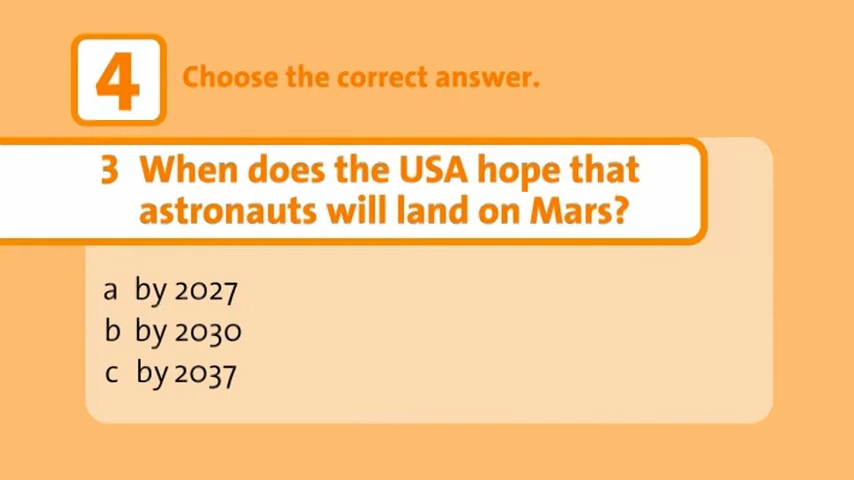 4 Choose the correct answer.
3 When does the USA hope that
astronauts will land on Mars?
a by 2027
b by 2030
c by 2037